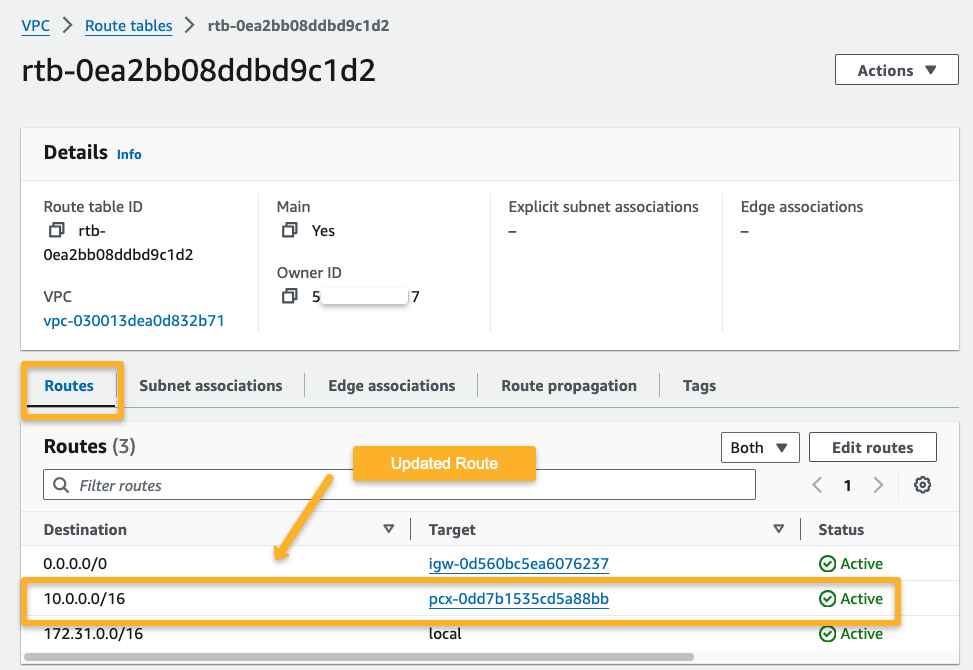 VPC > Route tables > rtb-0ea2bb08ddbd9c1d2
rtb-0ea2bb08ddbd9c1d2
Actions
Details Info
Route table ID
rtb-
0ea2bb08ddbd9c1d2
VPC
vpc-030013dea0d832b71
Main
Yes
Owner ID
5 7
Explicit subnet associations
–
Edge associations
–
Routes Subnet associations Edge associations Route propagation Tags
Routes (3)
Both
Edit routes
Updated Route
Filter routes
1
Destination Target Status
0.0.0.0/0 igw-0d560bc5ea6076237 Active
10.0.0.0/16 pcx-0dd7b1535cd5a88bb Active
172.31.0.0/16 local Active